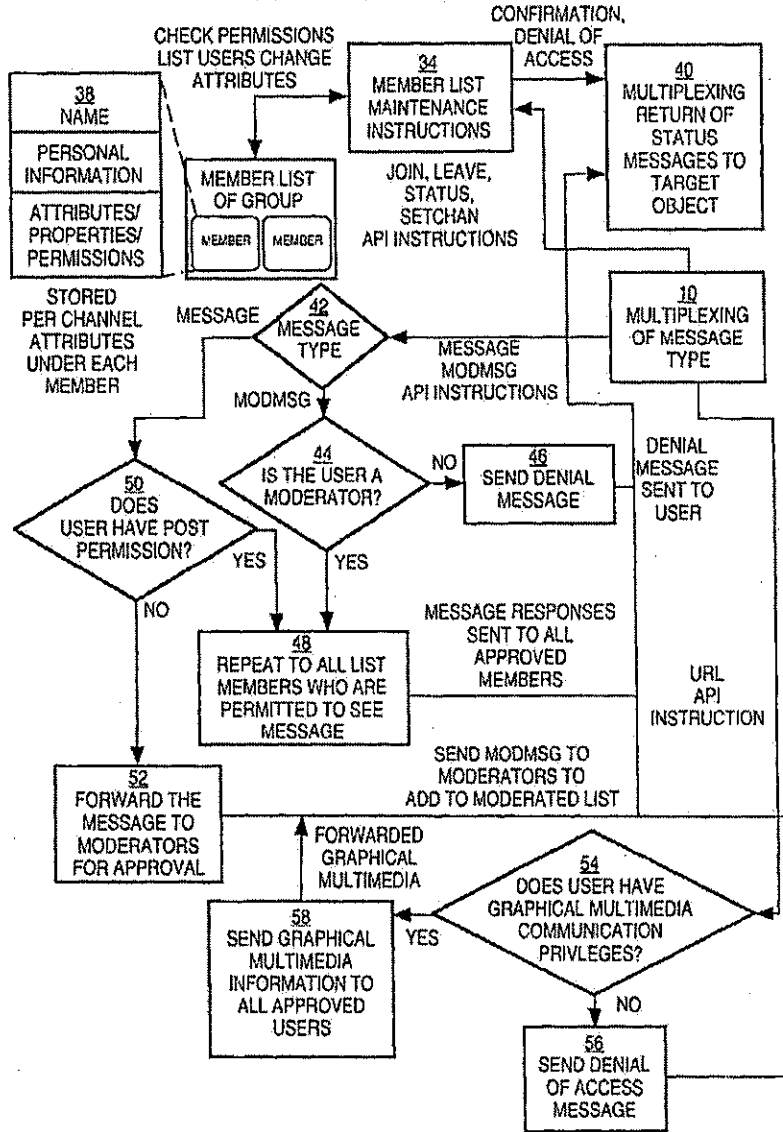 CHECK PERMISSIONS
LIST USERS CHANGE
ATTRIBUTES
CONFIRMATION,
DENIAL OF
ACCESS
38
NAME
PERSONAL
INFORMATION
ATTRIBUTES/
PROPERTIES/
PERMISSIONS
STORED
PER CHANNEL
ATTRIBUTES
UNDER EACH
MEMBER
MEMBER LIST
OF GROUP
MEMBER
MEMBER
34
MEMBER LIST
MAINTENANCE
INSTRUCTIONS
JOIN, LEAVE,
STATUS,
SETCHAN
API INSTRUCTIONS
40
MULTIPLEXING
RETURN OF
STATUS
MESSAGES TO
TARGET
OBJECT
10
MULTIPLEXING
OF MESSAGE
TYPE
MESSAGE
42
MESSAGE
TYPE
MESSAGE
MODMSG
API INSTRUCTIONS
MODMSG
44
IS THE USER A
MODERATOR?
NO
46
SEND DENIAL
MESSAGE
DENIAL
MESSAGE
SENT TO
USER
50
DOES
USER HAVE POST
PERMISSION?
YES
YES
NO
48
REPEAT TO ALL LIST
MEMBERS WHO ARE
PERMITTED TO SEE
MESSAGE
MESSAGE RESPONSES
SENT TO ALL
APPROVED
MEMBERS
URL
API
INSTRUCTION
52
FORWARD THE
MESSAGE TO
MODERATORS
FOR APPROVAL
SEND MODMSG TO
MODERATORS TO
ADD TO MODERATED LIST
FORWARDED
GRAPHICAL
MULTIMEDIA
54
DOES USER HAVE
GRAPHICAL MULTIMEDIA
COMMUNICATION
PRIVLEGES?
YES
58
SEND GRAPHICAL
MULTIMEDIA
INFORMATION TO
ALL APPROVED
USERS
NO
56
SEND DENIAL
OF ACCESS
MESSAGE